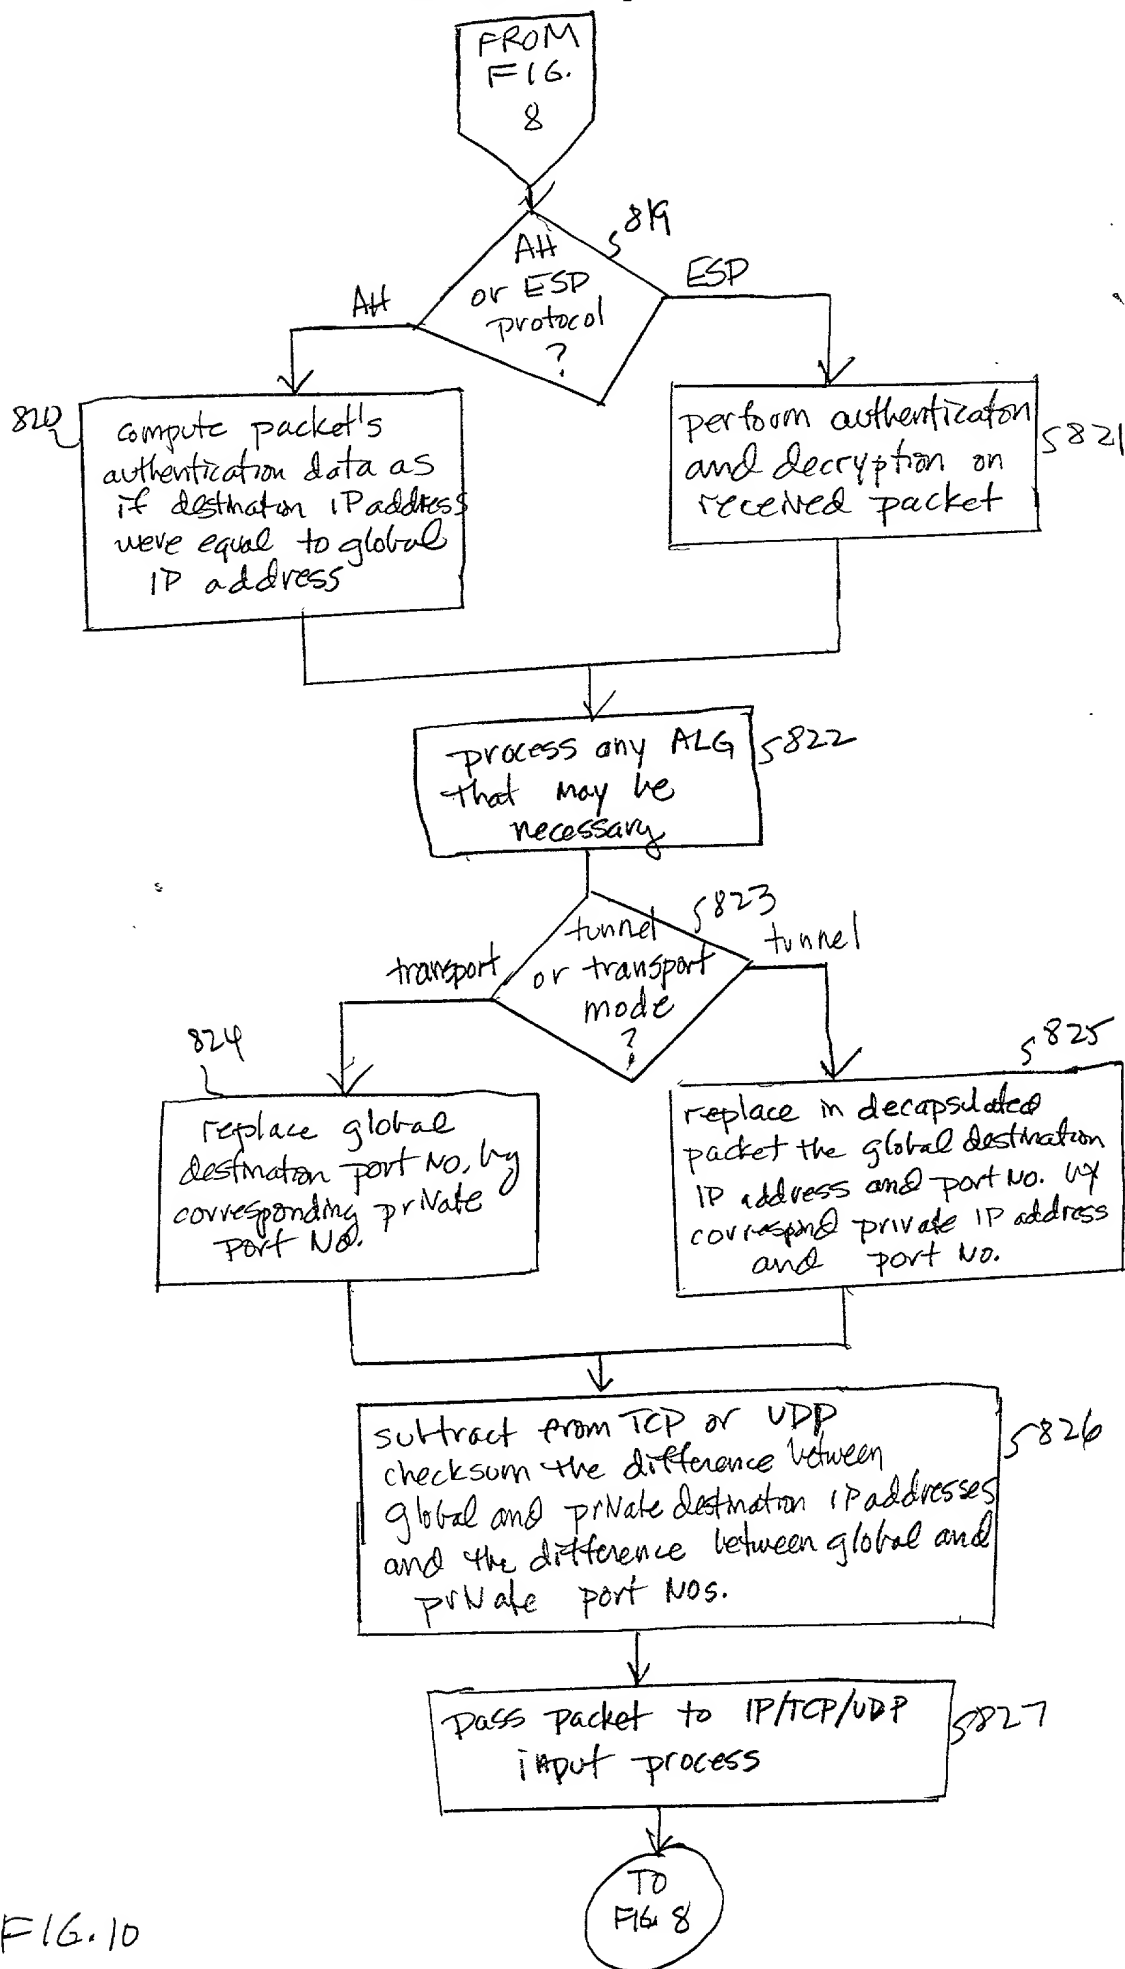 FROM
FIG.
8
819
AH
or ESP
protocol
?
AH
ESP
820
compute packet's
authentication data as
if destination IP address
were equal to global
IP address
perform authenticaton
and decryption on
received packet
821
process any ALG
that may be
necessary
822
823
tunnel
or transport
mode
?
transport
tunnel
824
replace global
destination port No. by
corresponding private
port No.
825
replace in decapsulated
packet the global destination
IP address and port No. by
correspond private IP address
and port No.
subtract from TCP or UDP
checksum the difference between
global and private destination IP addresses
and the difference between global and
private port Nos.
826
pass packet to IP/TCP/UDP
input process
827
TO
FIG. 8
FIG. 10